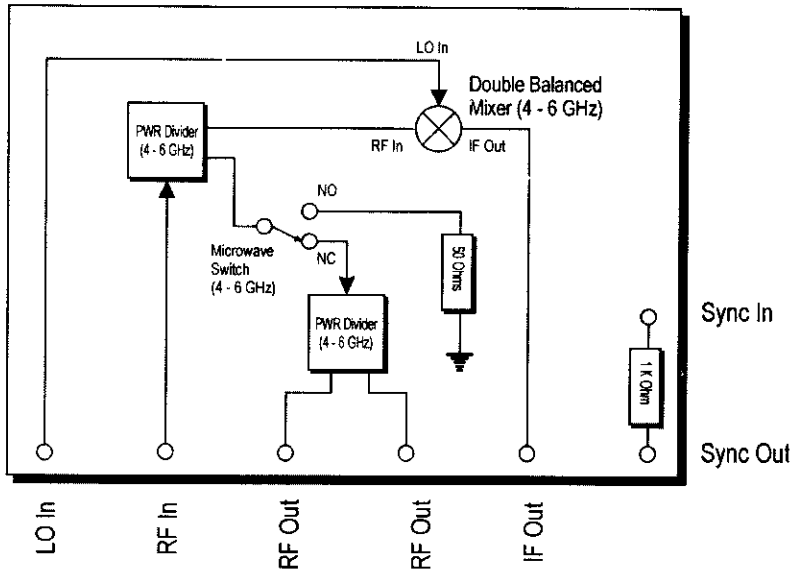 LO In
Double Balanced
Mixer (4 - 6 GHz)
PWR Divider
(4 - 6 GHz)
RF In
IF Out
NO
Microwave
Switch
(4 - 6 GHz)
NC
50 Ohms
PWR Divider
(4 - 6 GHz)
Sync In
1 K Ohm
Sync Out
LO In
RF In
RF Out
RF Out
IF Out